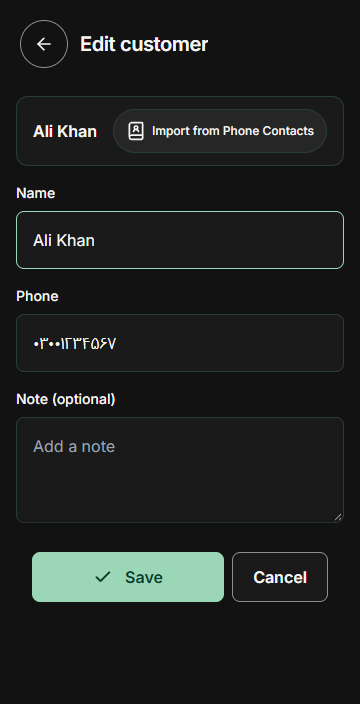 Edit customer
Ali Khan
Import from Phone Contacts
Name
Ali Khan
Phone
۰۳۰۰۱۲۳۴۵۶۷
Note (optional)
Add a note
Save
Cancel